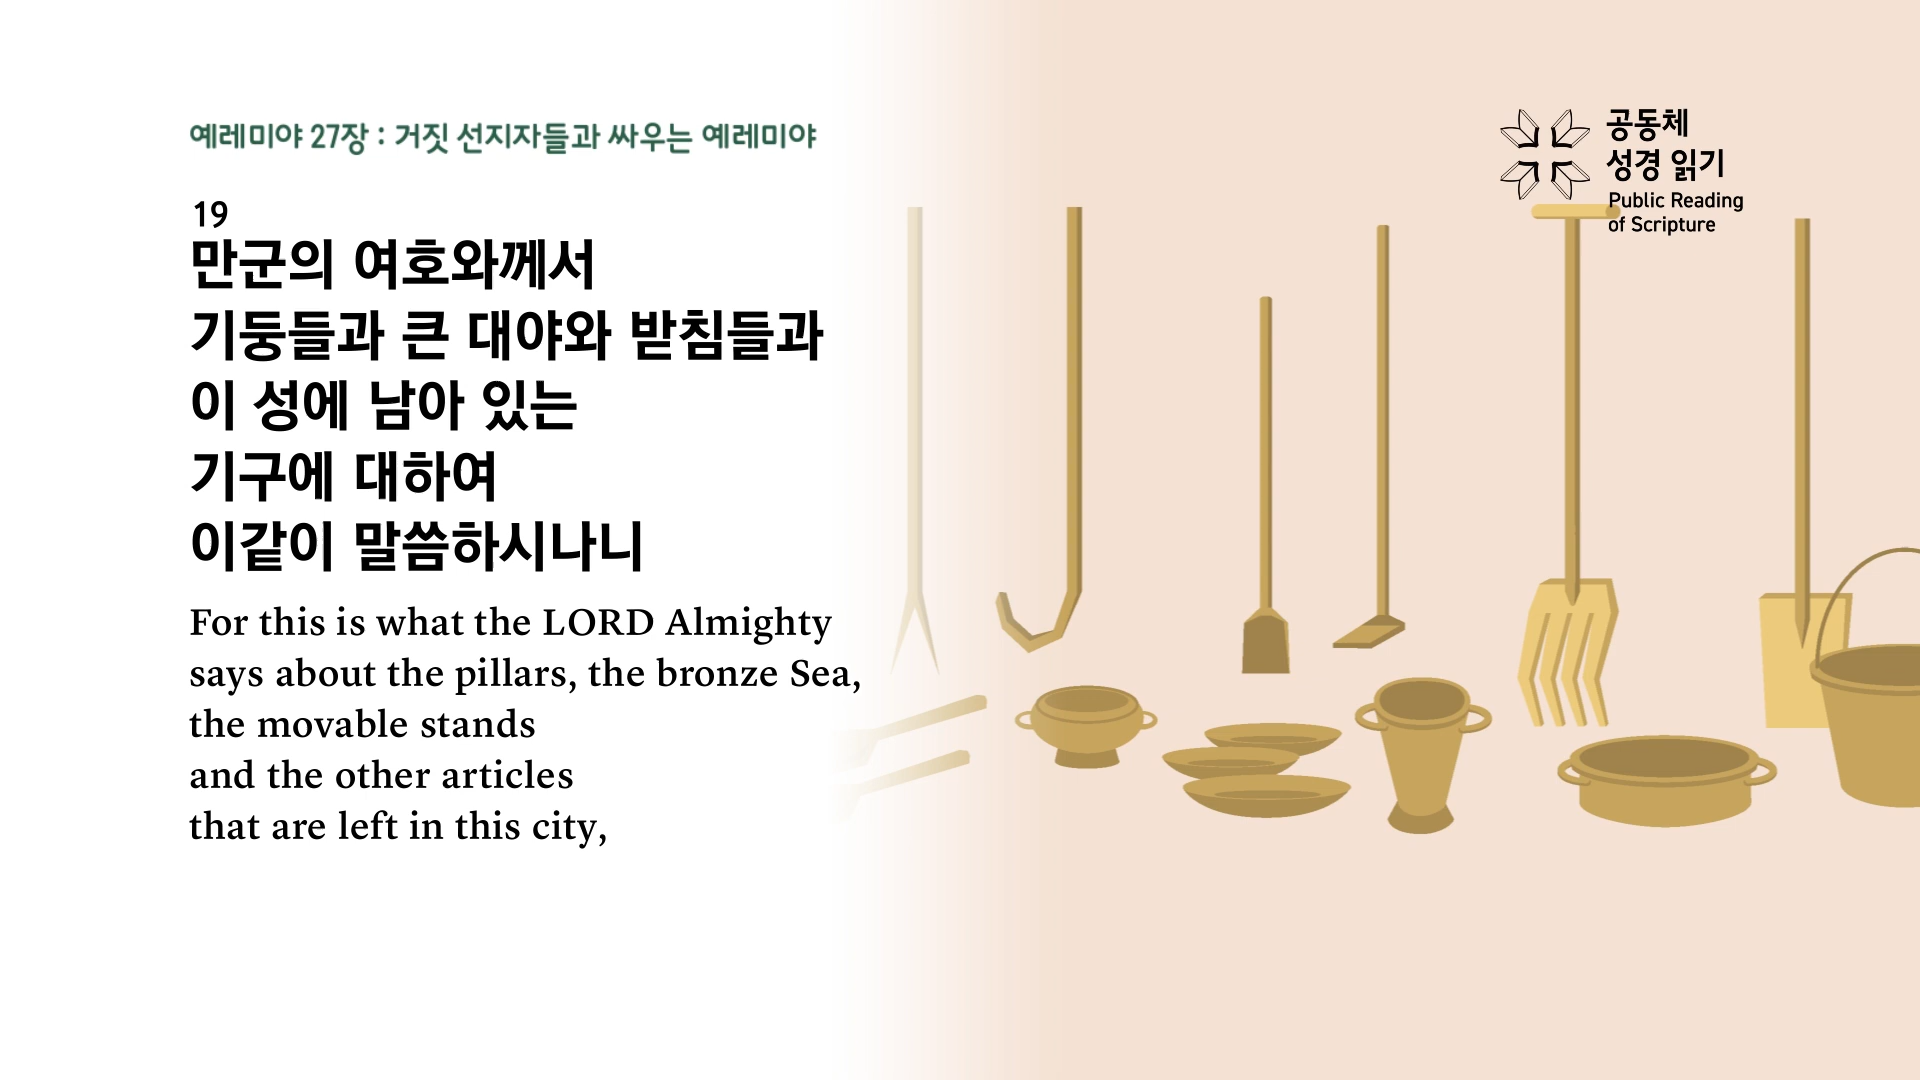 예레미야 27장 : 거짓 선지자들과 싸우는 예레미야
19
만군의 여호와께서
기둥들과 큰 대야와 받침들과
이 성에 남아 있는
기구에 대하여
이같이 말씀하시나니
For this is what the LORD Almighty
says about the pillars, the bronze Sea,
the movable stands
and the other articles
that are left in this city,
공동체
성경 읽기
Public Reading
of Scripture